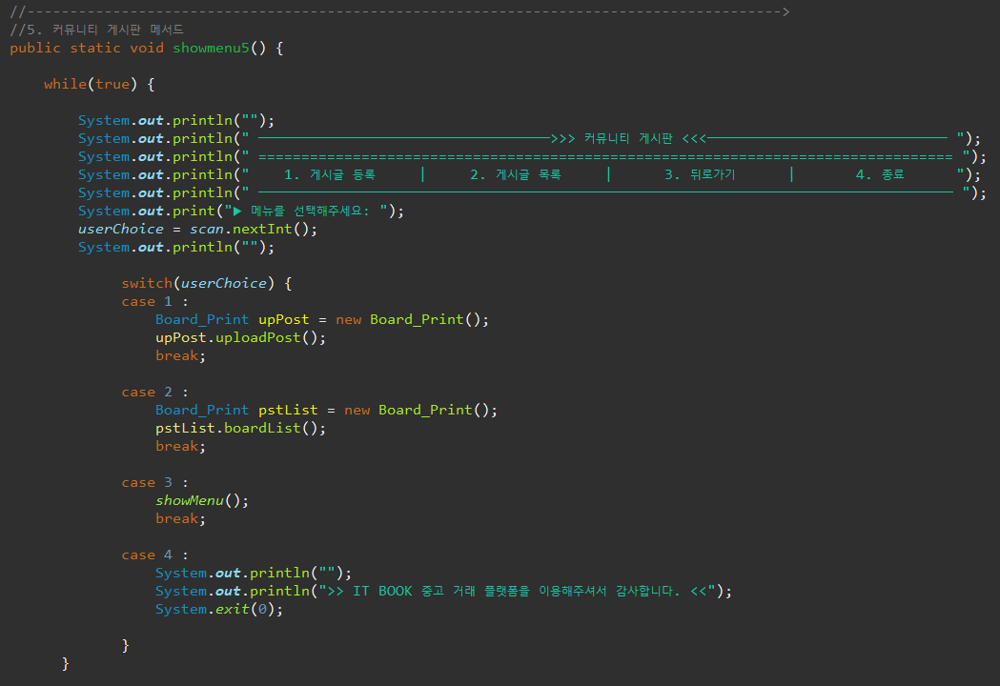 //---------------------------------------------------------------------------------------->
//5. 커뮤니티 게시판 메서드
public static void showmenu5() {
while(true) {
System.out.println("");
System.out.println(" ──────────────────────────────────>>> 커뮤니티 게시판 <<<──────────────────────────── ");
System.out.println(" ================================================================================= ");
System.out.println("    1. 게시글 등록     |     2. 게시글 목록     |      3. 뒤로가기      |       4. 종료      ");
System.out.println(" ───────────────────────────────────────────────────────────────────────────────── ");
System.out.print("▶ 메뉴를 선택해주세요: ");
userChoice = scan.nextInt();
System.out.println("");
switch(userChoice) {
case 1 :
Board_Print upPost = new Board_Print();
upPost.uploadPost();
break;
case 2 :
Board_Print pstList = new Board_Print();
pstList.boardList();
break;
case 3 :
showMenu();
break;
case 4 :
System.out.println("");
System.out.println(">> IT BOOK 중고 거래 플랫폼을 이용해주셔서 감사합니다. <<");
System.exit(0);
}
}